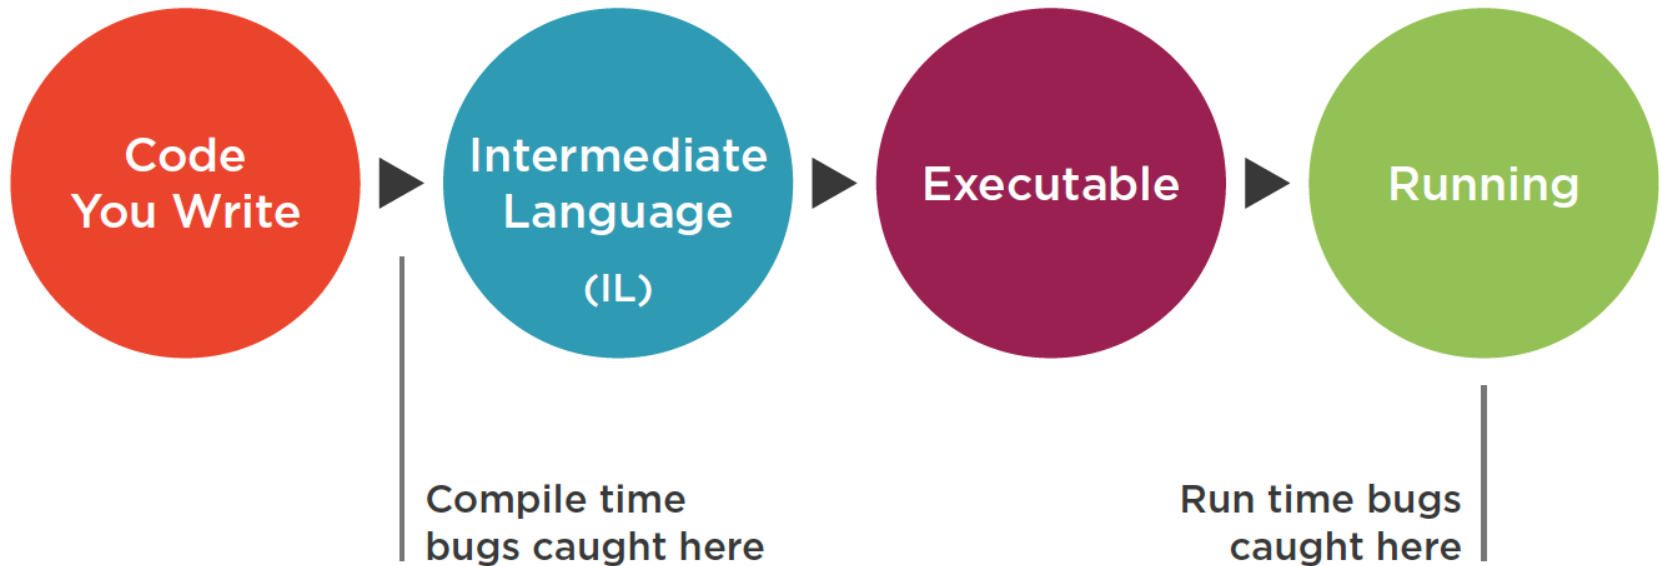 Code
You Write
Intermediate
Language
(IL)
Executable
Running
Compile time
bugs caught here
Run time bugs
caught here